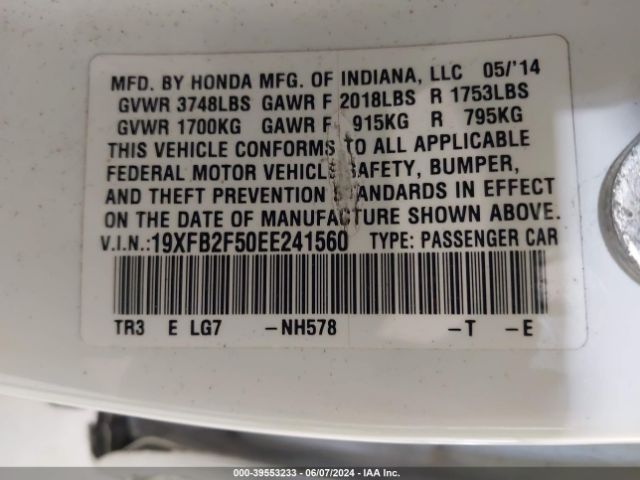 MFD. BY HONDA MFG. OF INDIANA, LLC 05/'14
GVWR 3748LBS GAWR F 2018LBS R 1753LBS
GVWR 1700KG GAWR F 915KG R 795KG
THIS VEHICLE CONFORMS TO ALL APPLICABLE
FEDERAL MOTOR VEHICLE SAFETY, BUMPER,
AND THEFT PREVENTION STANDARDS IN EFFECT
ON THE DATE OF MANUFACTURE SHOWN ABOVE.
V.I.N.:19XFB2F50EE241560 TYPE: PASSENGER CAR
TR3 E LG7 -NH578 -T -E
000-39553233 - 06/07/2024 - IAA Inc.